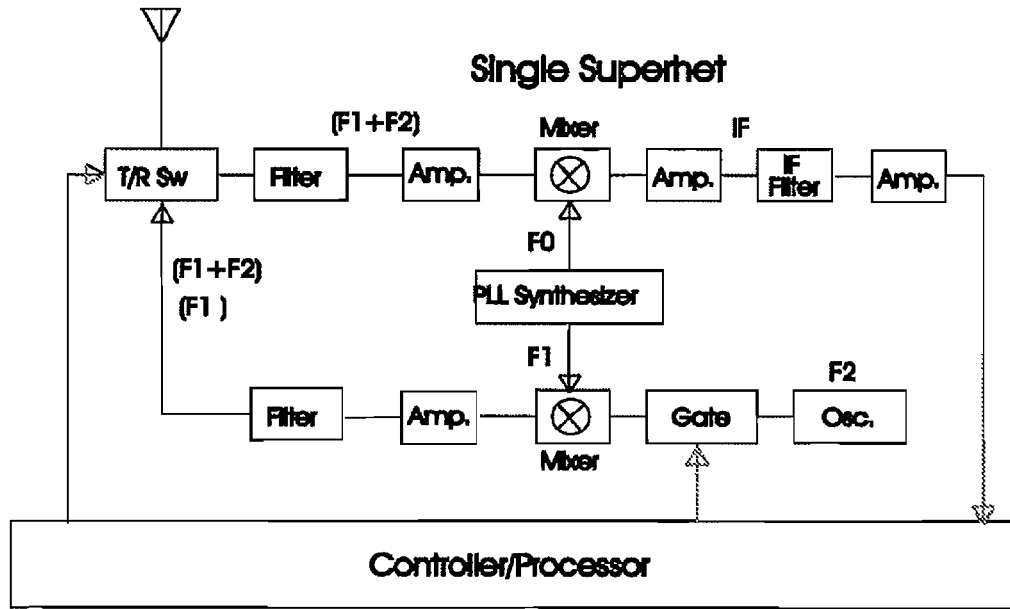 Single Superhet
(F1+F2)
Mixer
IF
T/R Sw
Filter
Amp.
Amp.
IF
Filter
Amp.
F0
(F1+F2)
(F1 )
PLL Synthesizer
F1
F2
Filter
Amp.
Gate
Osc.
Mixer
Controller/Processor